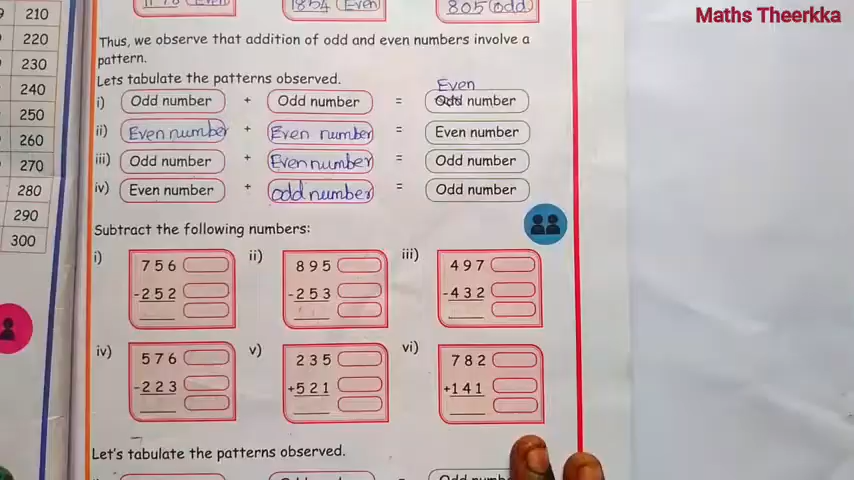 Maths Theerkka
210
220
230
240
250
260
270
280
290
300
1854 (Even)
805 (odd)
Thus, we observe that addition of odd and even numbers involve a
pattern.
Lets tabulate the patterns observed.
Even
i) Odd number + Odd number = Odd number
ii) Even number + Even number = Even number
iii) Odd number + Even number = Odd number
iv) Even number + odd number = Odd number
Subtract the following numbers:
i) ii) iii)
756 895 497
-252 -253 -432
iv) v) vi)
576 235 782
-223 +521 +141
Let's tabulate the patterns observed.